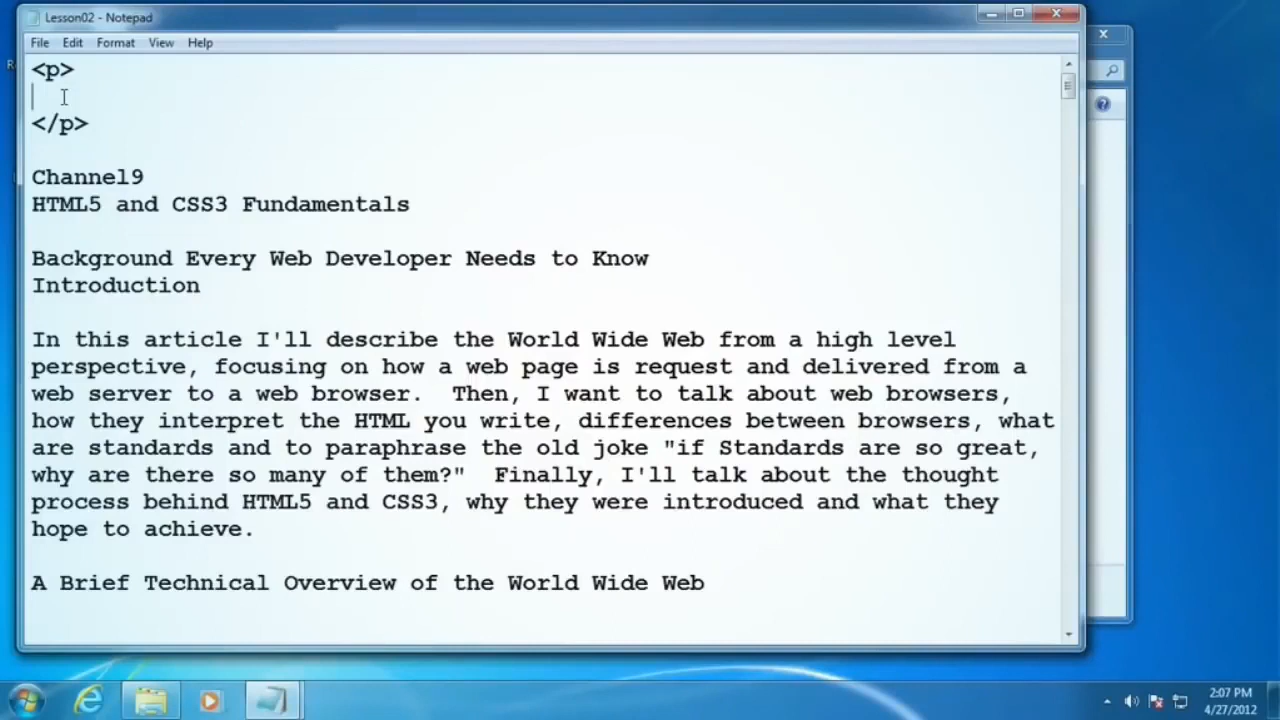 Lesson02 - Notepad
File Edit Format View Help
<p>
</p>
Channel9
HTML5 and CSS3 Fundamentals
Background Every Web Developer Needs to Know
Introduction
In this article I'll describe the World Wide Web from a high level
perspective, focusing on how a web page is request and delivered from a
web server to a web browser.  Then, I want to talk about web browsers,
how they interpret the HTML you write, differences between browsers, what
are standards and to paraphrase the old joke "if Standards are so great,
why are there so many of them?"  Finally, I'll talk about the thought
process behind HTML5 and CSS3, why they were introduced and what they
hope to achieve.
A Brief Technical Overview of the World Wide Web
2:07 PM
4/27/2012